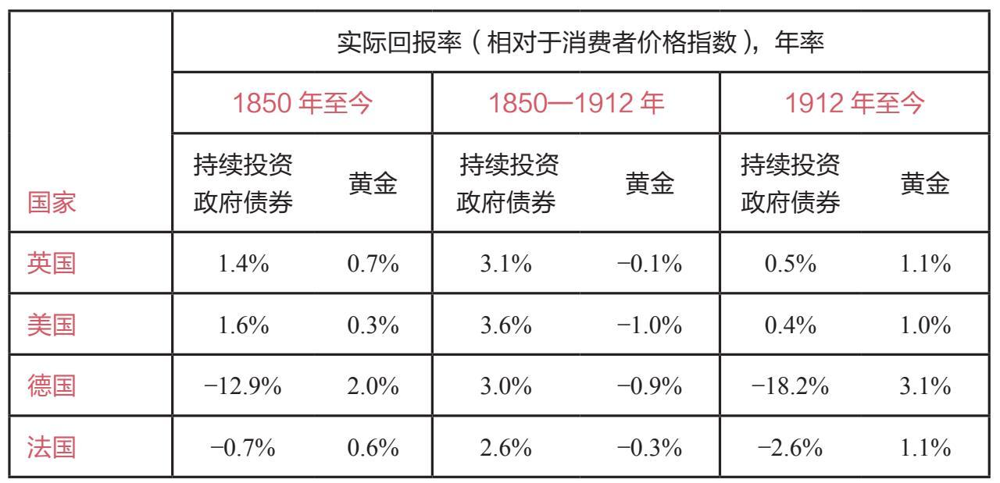 实际回报率（相对于消费者价格指数），年率
1850 年至今 1850—1912 年 1912 年至今
国家 持续投资 黄金 持续投资 黄金 持续投资 黄金
政府债券 政府债券 政府债券
英国 1.4% 0.7% 3.1% −0.1% 0.5% 1.1%
美国 1.6% 0.3% 3.6% −1.0% 0.4% 1.0%
德国 −12.9% 2.0% 3.0% −0.9% −18.2% 3.1%
法国 −0.7% 0.6% 2.6% −0.3% −2.6% 1.1%